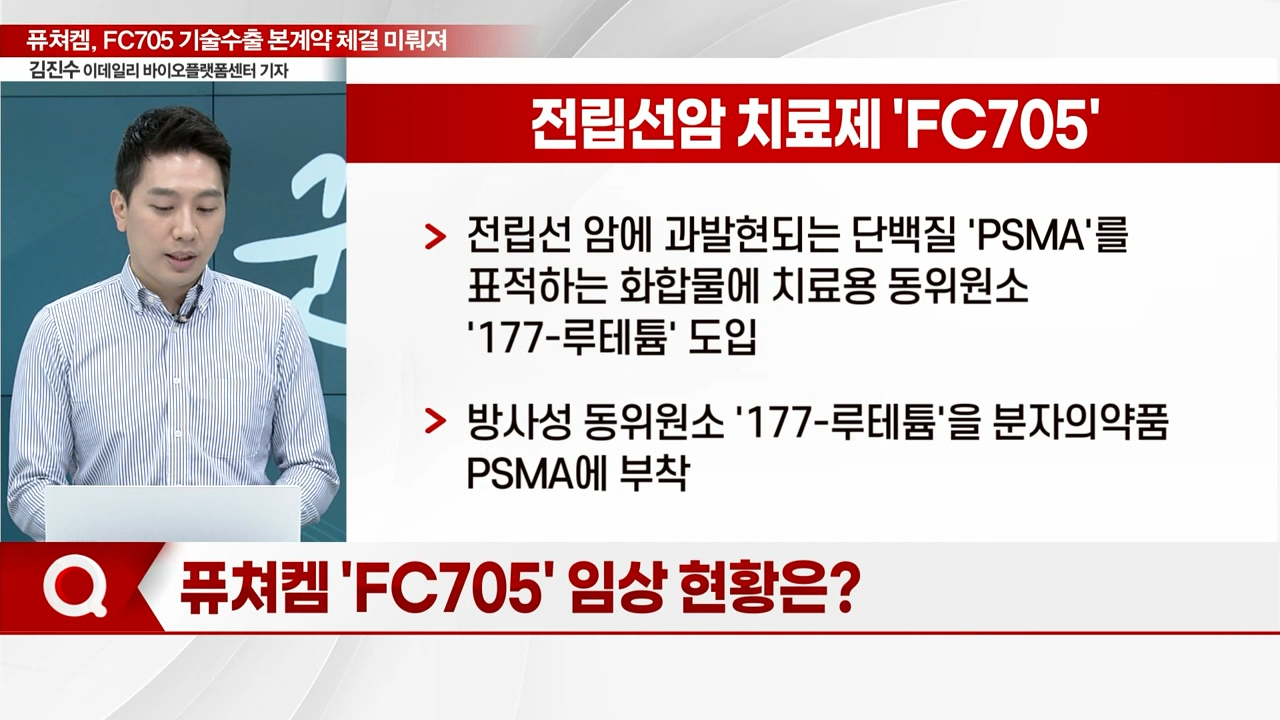 퓨쳐켐, FC705 기술수출 본계약 체결 미뤄져
김진수 이데일리 바이오플랫폼센터 기자
전립선암 치료제 'FC705'
전립선 암에 과발현되는 단백질 'PSMA'를
표적하는 화합물에 치료용 동위원소
'177-루테튬' 도입
방사성 동위원소 '177-루테튬'을 분자의약품
PSMA에 부착
Q 퓨쳐켐 'FC705' 임상 현황은?